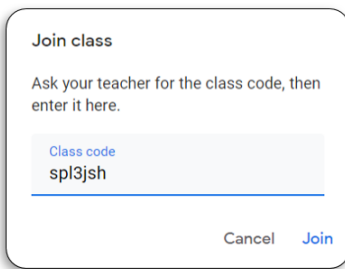 Join class
Ask your teacher for the class code, then
enter it here.
Class code
spl3jsh
Cancel Join